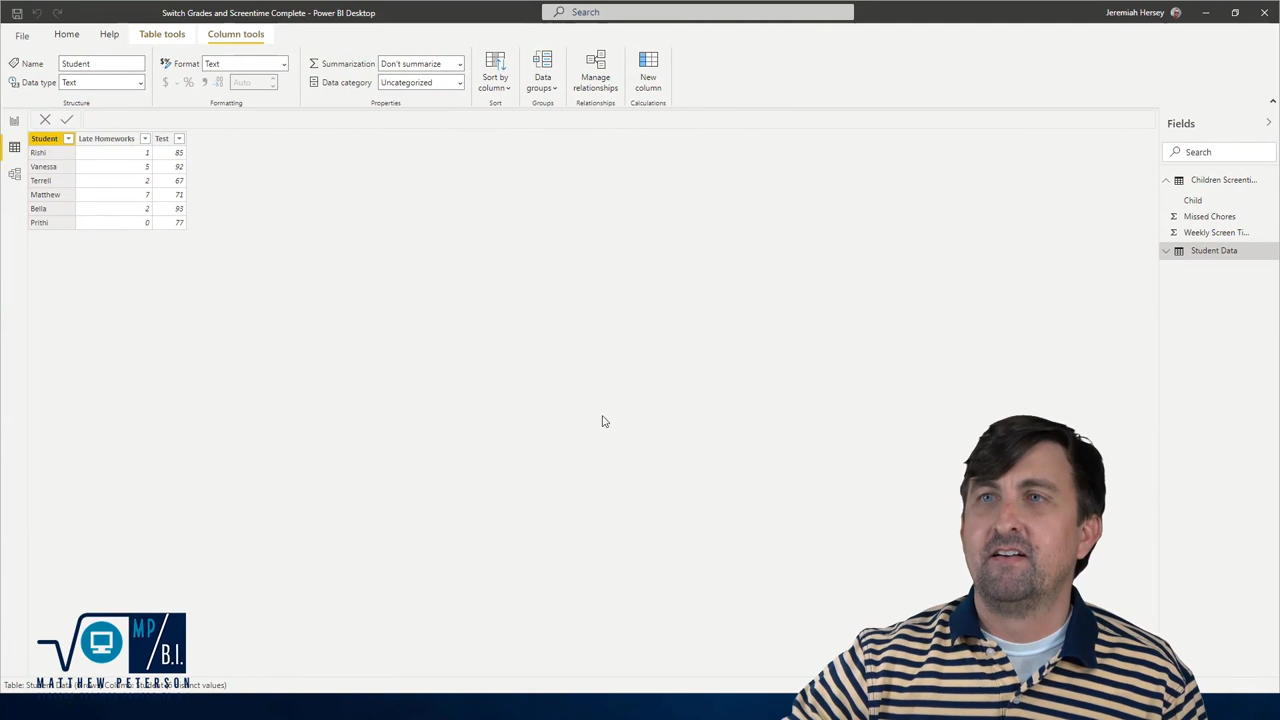 Switch Grades and Screentime Complete - Power BI Desktop
Search
Jeremiah Hersey
File
Home
Help
Table tools
Column tools
Name
Student
Format
Text
Summarization
Don't summarize
Data type
Text
$
%
Auto
Data category
Uncategorized
Sort by column
Data groups
Manage relationships
New column
Structure
Formatting
Properties
Sort
Groups
Relationships
Calculations
Student Late Homeworks Test
Rishi 1 85
Vanessa 5 92
Terrell 2 67
Matthew 7 71
Bella 2 93
Prithi 0 77
Fields
Search
Children Screenti...
Child
Missed Chores
Weekly Screen Ti...
Student Data
MP
B.I.
MATTHEW PETERSON
Table: distinct values)